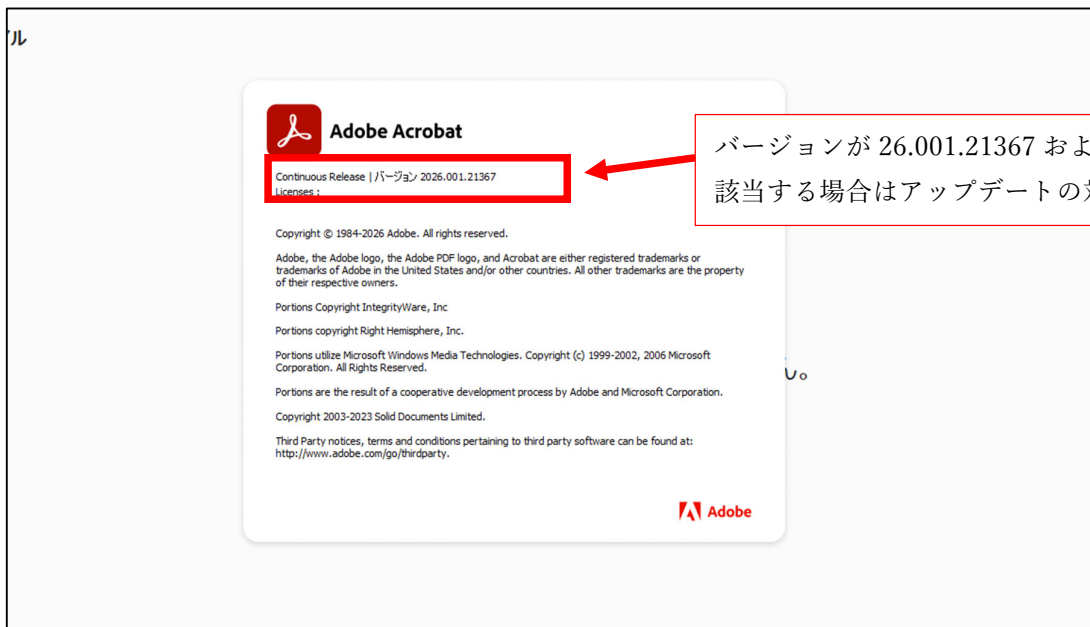 ル
Adobe Acrobat
Continuous Release | バージョン 2026.001.21367
Licenses :
バージョンが 26.001.21367 およ
該当する場合はアップデートの
Copyright © 1984-2026 Adobe. All rights reserved.
Adobe, the Adobe logo, the Adobe PDF logo, and Acrobat are either registered trademarks or
trademarks of Adobe in the United States and/or other countries. All other trademarks are the property
of their respective owners.
Portions Copyright IntegrityWare, Inc
Portions copyright Right Hemisphere, Inc.
Portions utilize Microsoft Windows Media Technologies. Copyright (c) 1999-2002, 2006 Microsoft
Corporation. All Rights Reserved.
ん。
Portions are the result of a cooperative development process by Adobe and Microsoft Corporation.
Copyright 2003-2023 Solid Documents Limited.
Third Party notices, terms and conditions pertaining to third party software can be found at:
http://www.adobe.com/go/thirdparty.
Adobe